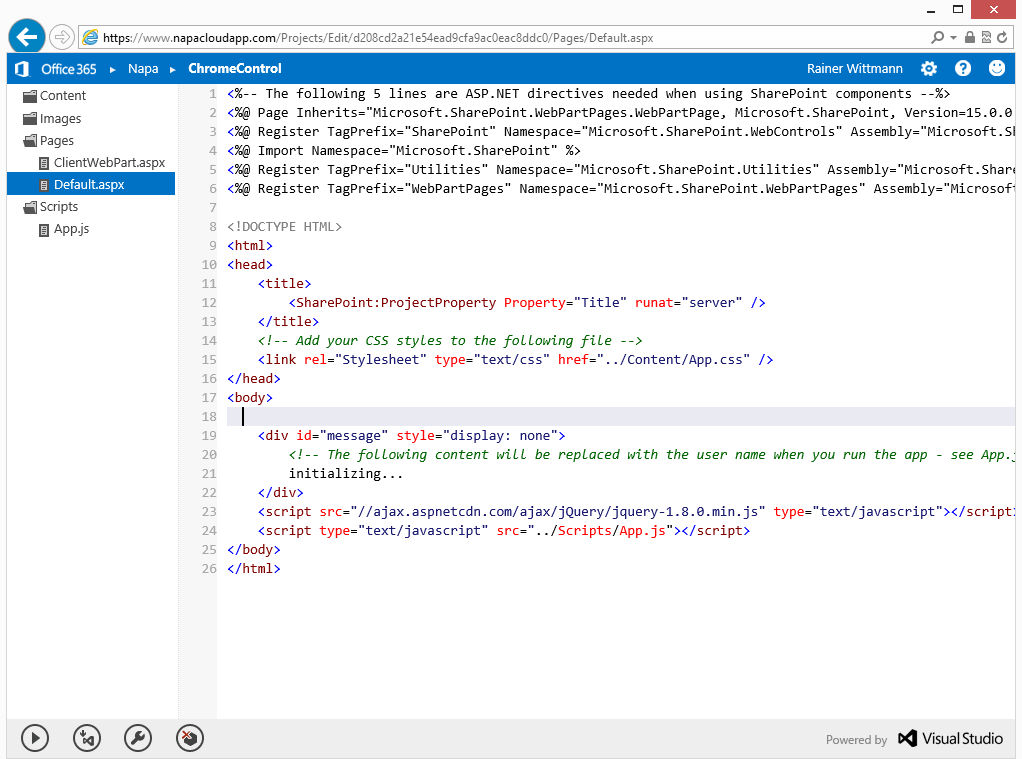 https://www.napacloudapp.com/Projects/Edit/d208cd2a21e54ead9cfa9ac0eac8ddc0/Pages/Default.aspx
Office 365 ▸ Napa ▸ ChromeControl Rainer Wittmann
Content
Images
Pages
ClientWebPart.aspx
Default.aspx
Scripts
App.js
1 <%-- The following 5 lines are ASP.NET directives needed when using SharePoint components --%>
2 <%@ Page Inherits="Microsoft.SharePoint.WebPartPages.WebPartPage, Microsoft.SharePoint, Version=15.0.0
3 <%@ Register TagPrefix="SharePoint" Namespace="Microsoft.SharePoint.WebControls" Assembly="Microsoft.Sh
4 <%@ Import Namespace="Microsoft.SharePoint" %>
5 <%@ Register TagPrefix="Utilities" Namespace="Microsoft.SharePoint.Utilities" Assembly="Microsoft.Share
6 <%@ Register TagPrefix="WebPartPages" Namespace="Microsoft.SharePoint.WebPartPages" Assembly="Microsoft
7
8 <!DOCTYPE HTML>
9 <html>
10 <head>
11 <title>
12 <SharePoint:ProjectProperty Property="Title" runat="server" />
13 </title>
14 <!-- Add your CSS styles to the following file -->
15 <link rel="Stylesheet" type="text/css" href="../Content/App.css" />
16 </head>
17 <body>
18
19 <div id="message" style="display: none">
20 <!-- The following content will be replaced with the user name when you run the app - see App.j
21 initializing...
22 </div>
23 <script src="//ajax.aspnetcdn.com/ajax/jQuery/jquery-1.8.0.min.js" type="text/javascript"></script>
24 <script type="text/javascript" src="../Scripts/App.js"></script>
25 </body>
26 </html>
Powered by Visual Studio